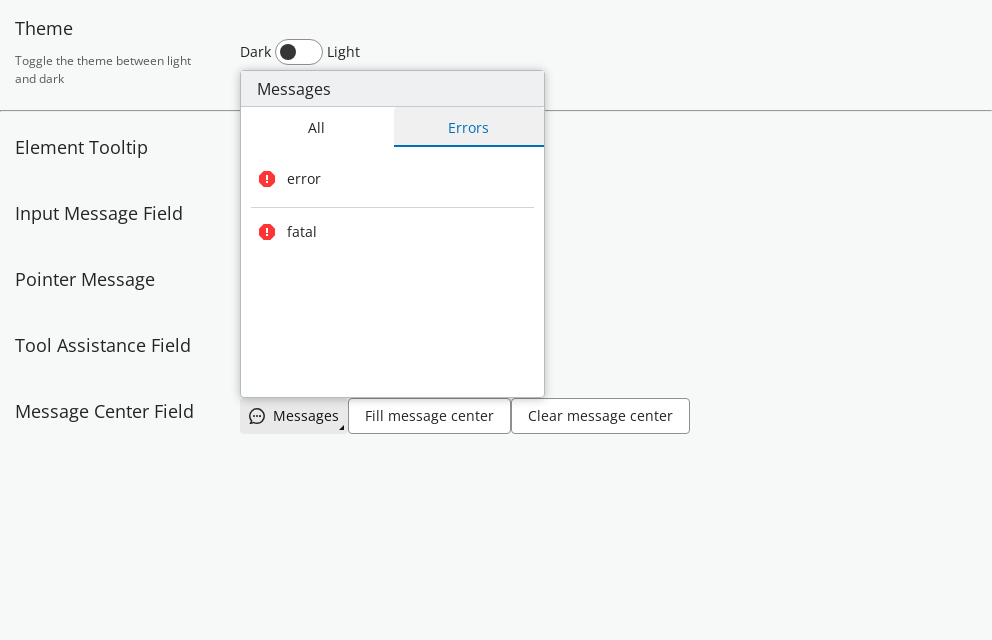 Theme
Toggle the theme between light
and dark
Dark Light
Messages
All Errors
error
fatal
Element Tooltip
Input Message Field
Pointer Message
Tool Assistance Field
Message Center Field
Messages Fill message center Clear message center